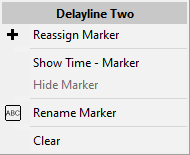 Delayline Two
Reassign Marker
Show Time - Marker
Hide Marker
ABC Rename Marker
Clear